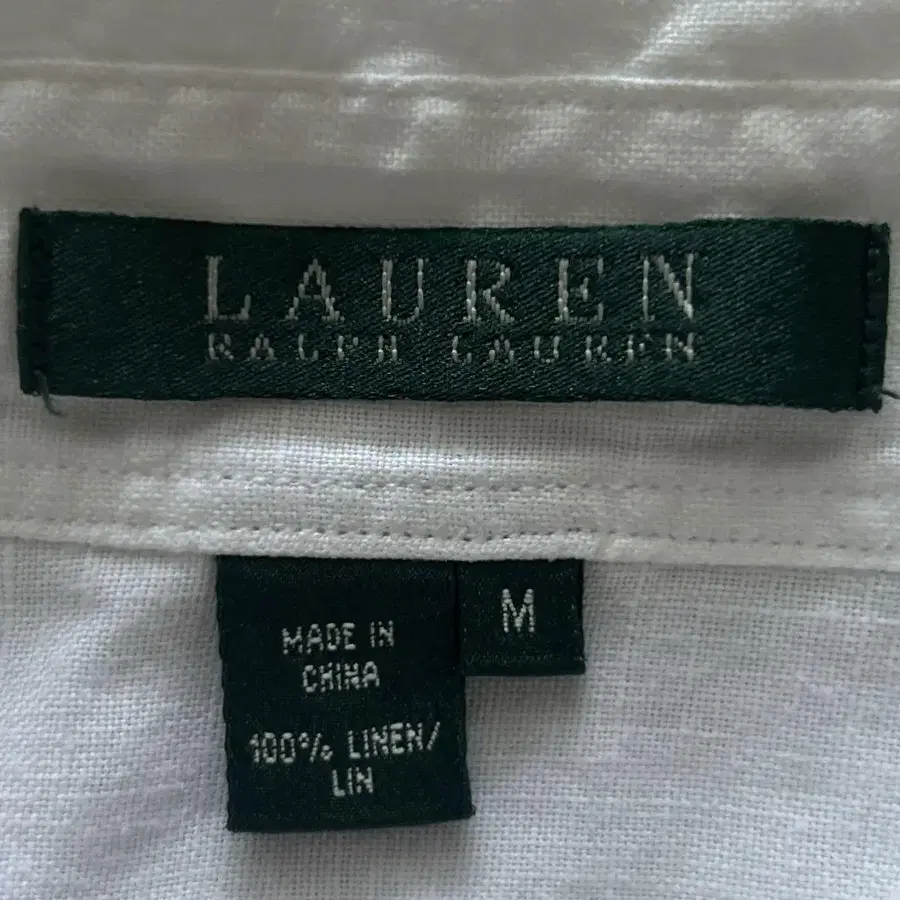 LAUREN
RALPH LAUREN
M
MADE IN
CHINA
100% LINEN/
LIN